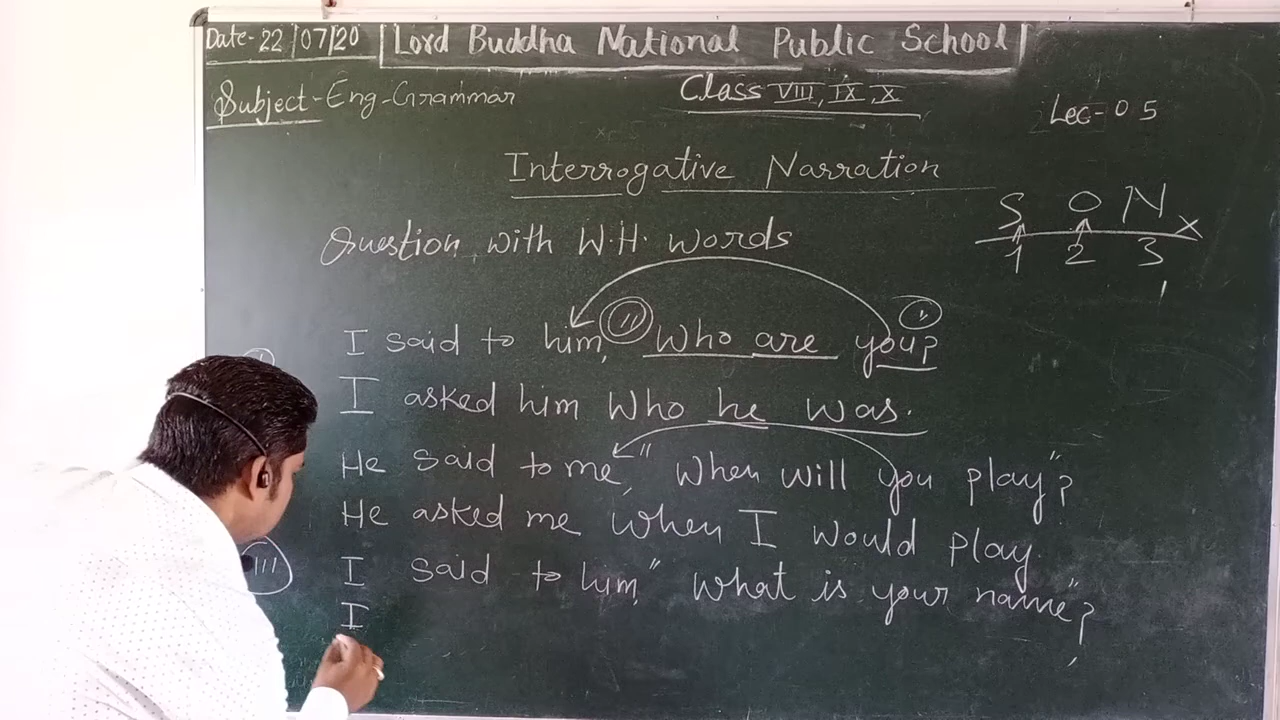 Date- 22/07/20 Lord Buddha National Public School
Subject- Eng-Grammar Class VIII, IX, X Lec-05
Interrogative Narration
S O N x
1 2 3
Question with W.H. words
I said to him, " Who are you?"
I asked him Who he was.
He said to me, " When will you play"?
He asked me When I would play.
III I said to him, " What is your name"?
I